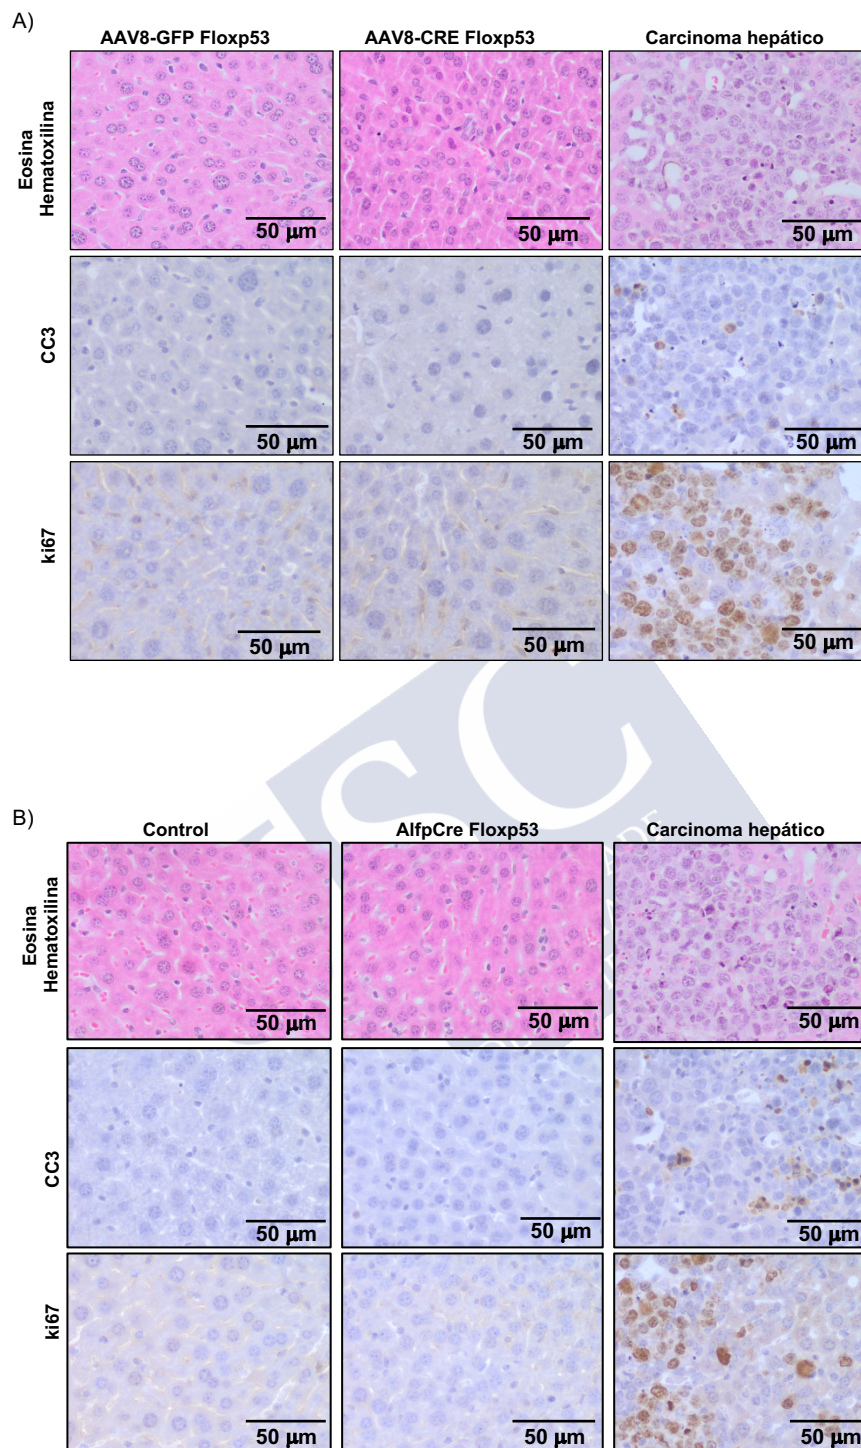 A)
AAV8-GFP Floxp53 AAV8-CRE Floxp53 Carcinoma hepático
Eosina
Hematoxilina
50 µm 50 µm 50 µm
CC3
50 µm 50 µm 50 µm
ki67
50 µm 50 µm 50 µm
USC
B)
Control AlfpCre Floxp53 Carcinoma hepático
Eosina
Hematoxilina
50 µm 50 µm 50 µm
CC3
50 µm 50 µm 50 µm
ki67
50 µm 50 µm 50 µm